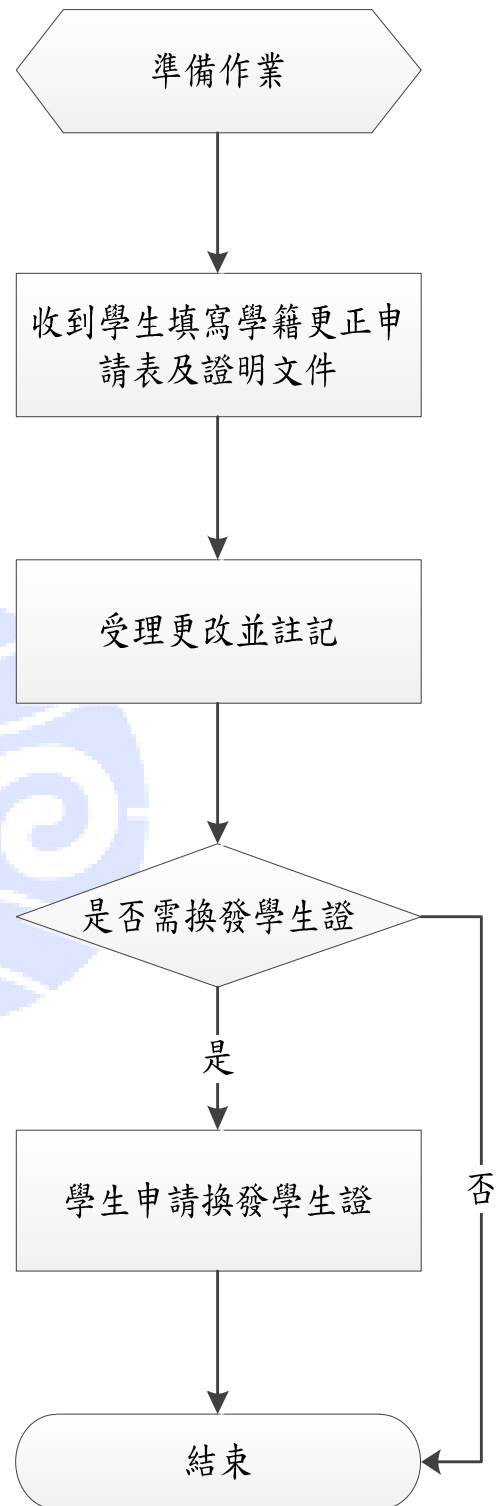 準備作業
收到學生填寫學籍更正申
請表及證明文件
受理更改並註記
是否需換發學生證
是
學生申請換發學生證
否
結束